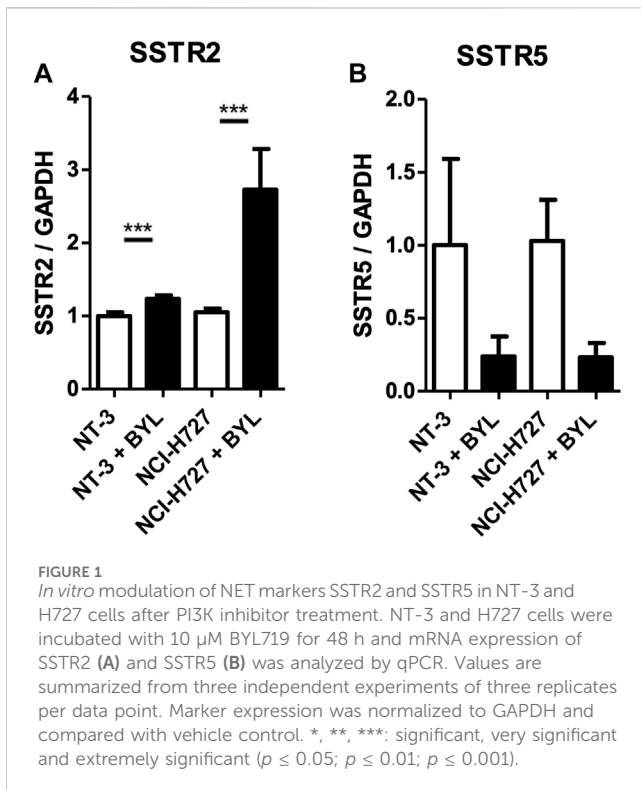 SSTR2
A
4
3
2
1
0
SSTR2 / GAPDH
***
***
NT-3
NT-3 + BYL
NCI-H727
NCI-H727 + BYL
SSTR5
B
2.0
1.5
1.0
0.5
0.0
SSTR5 / GAPDH
NT-3
NT-3 + BYL
NCI-H727
NCI-H727 + BYL
FIGURE 1
In vitro modulation of NET markers SSTR2 and SSTR5 in NT-3 and
H727 cells after PI3K inhibitor treatment. NT-3 and H727 cells were
incubated with 10 µM BYL719 for 48 h and mRNA expression of
SSTR2 (A) and SSTR5 (B) was analyzed by qPCR. Values are
summarized from three independent experiments of three replicates
per data point. Marker expression was normalized to GAPDH and
compared with vehicle control. *, **, ***: significant, very significant
and extremely significant (p ≤ 0.05; p ≤ 0.01; p ≤ 0.001).